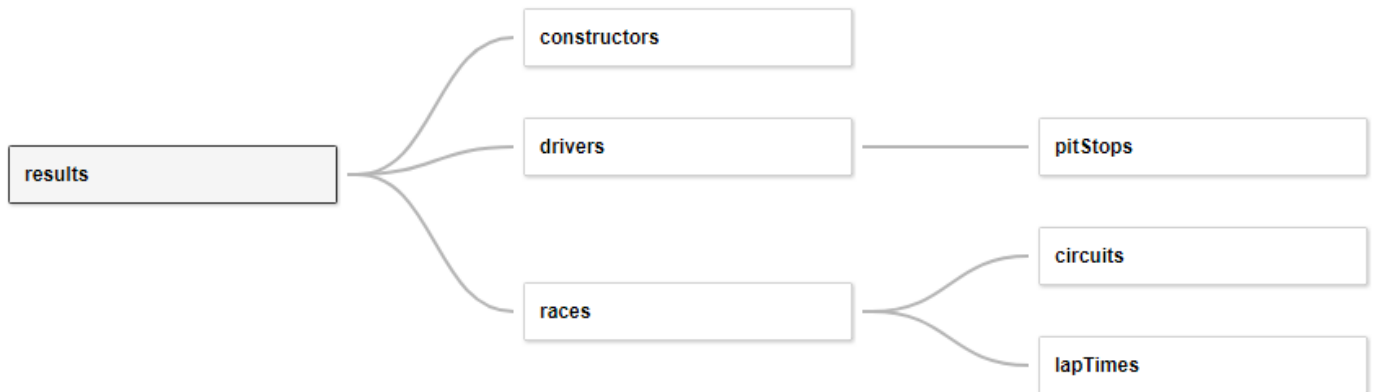 constructors
results
drivers
pitStops
circuits
races
lapTimes